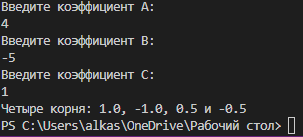 Введите коэффициент A:
4
Введите коэффициент B:
-5
Введите коэффициент C:
1
Четыре корня: 1.0, -1.0, 0.5 и -0.5
PS C:\Users\alkas\OneDrive\Рабочий стол>